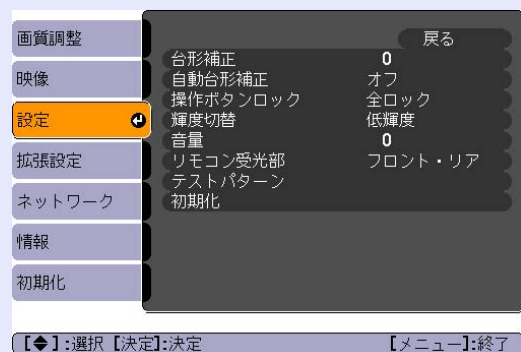 画質調整
映像
設定
拡張設定
ネットワーク
情報
初期化
戻る
台形補正 0
自動台形補正 オフ
操作ボタンロック 全ロック
輝度切替 低輝度
音量 0
リモコン受光部 フロント・リア
テストパターン
初期化
[◆]:選択 [決定]:決定 [メニュー]:終了